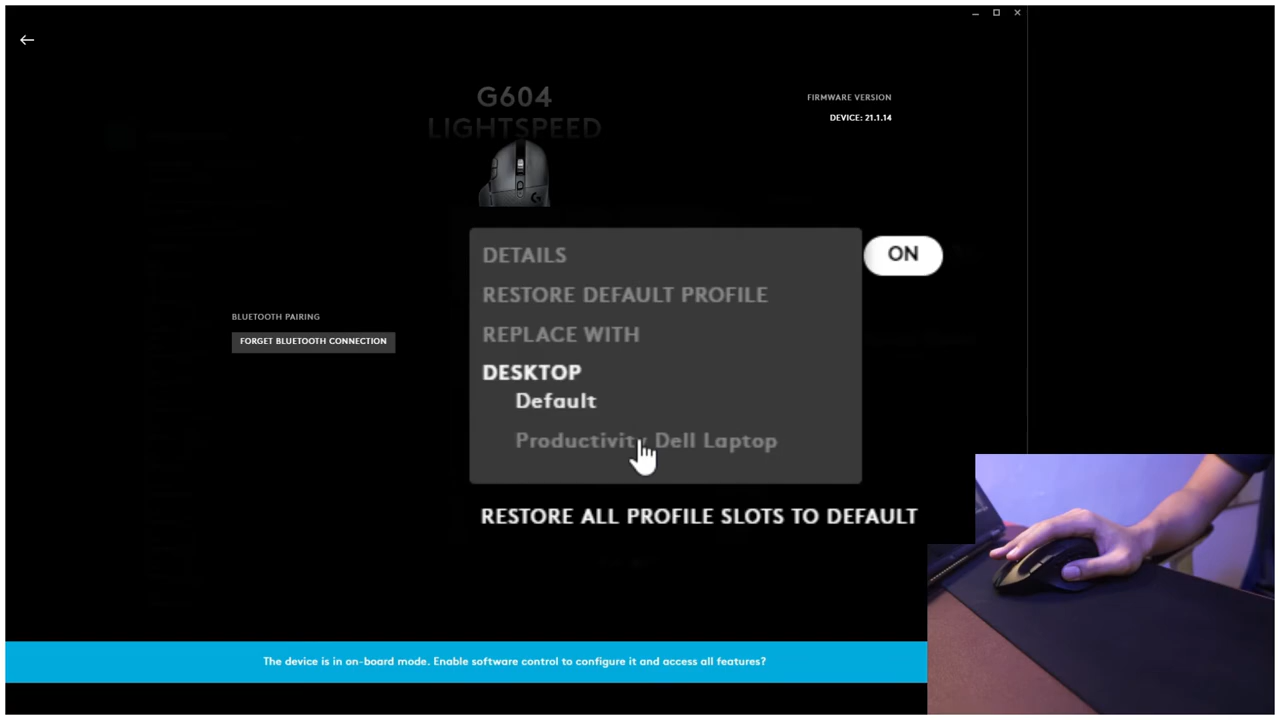 G604
LIGHTSPEED
FIRMWARE VERSION
DEVICE: 21.1.14
DETAILS
ON
RESTORE DEFAULT PROFILE
REPLACE WITH
BLUETOOTH PAIRING
FORGET BLUETOOTH CONNECTION
DESKTOP
Default
Productivity Dell Laptop
RESTORE ALL PROFILE SLOTS TO DEFAULT
The device is in on-board mode. Enable software control to configure it and access all features?